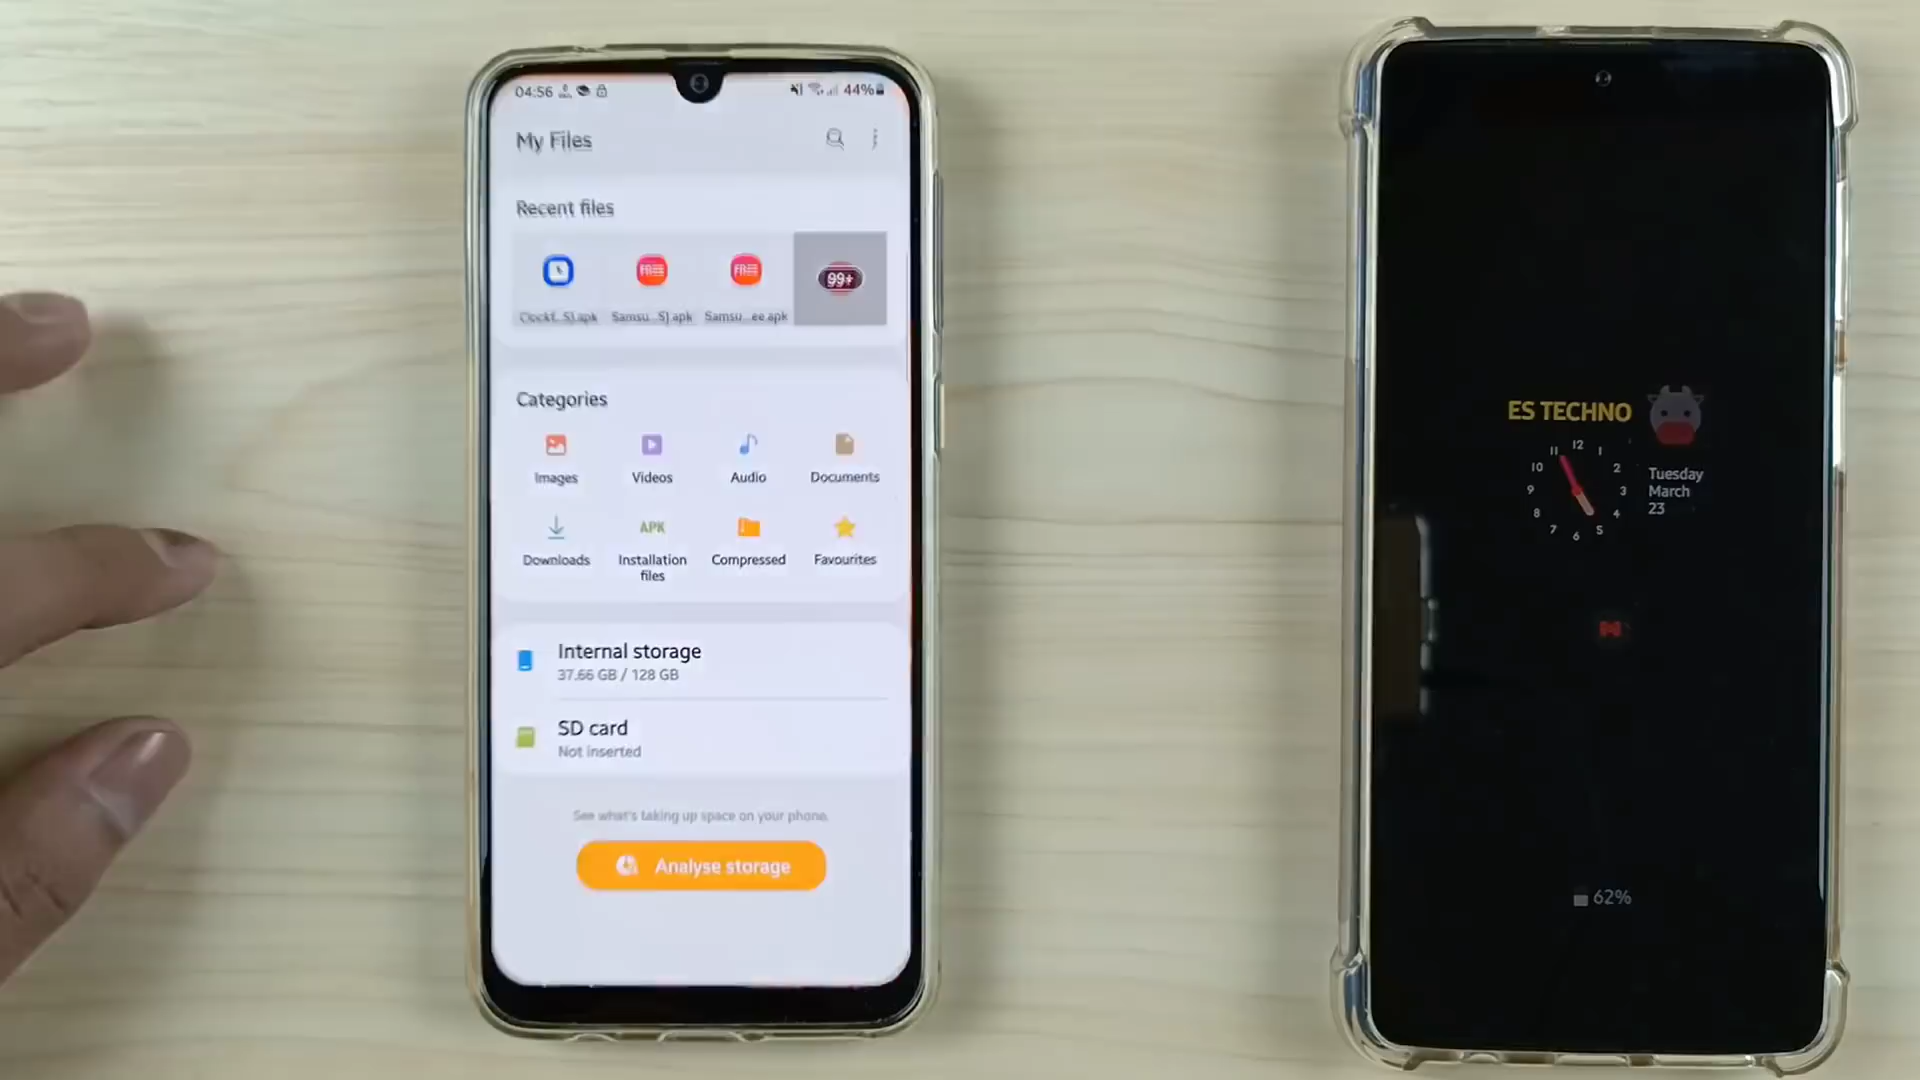 04:56
44%
My Files
Recent files
99+
Clockf...S).apk
Samsu...S).apk
Samsu...ee.apk
Categories
Images
Videos
Audio
Documents
APK
Downloads
Installation files
Compressed
Favourites
Internal storage
37.66 GB / 128 GB
SD card
Not inserted
See what's taking up space on your phone.
Analyse storage
ES TECHNO
12
11 1
10 2
9 3
8 4
7 5
6
Tuesday
March
23
62%